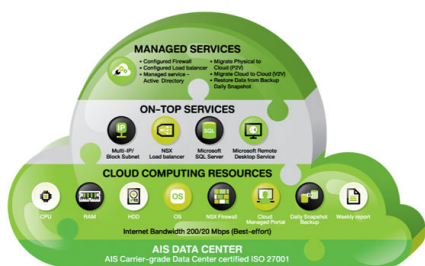 MANAGED SERVICES
• Configured Firewall
• Configured Load balancer
• Managed service –
Active Directory
• Migrate Physical to
Cloud (P2V)
• Migrate Cloud to Cloud (V2V)
• Restore Data from Backup
Daily Snapshot
ON-TOP SERVICES
IP
SQL
Multi-IP/
Block Subnet
NSX
Load balancer
Microsoft
SQL Server
Microsoft Remote
Desktop Service
CLOUD COMPUTING RESOURCES
OS
CPU
RAM
HDD
OS
NSX Firewall
Cloud
Managed Portal
Daily Snapshot
Backup
Weekly report
Internet Bandwidth 200/20 Mbps (Best-effort)
AIS DATA CENTER
AIS Carrier-grade Data Center certified ISO 27001